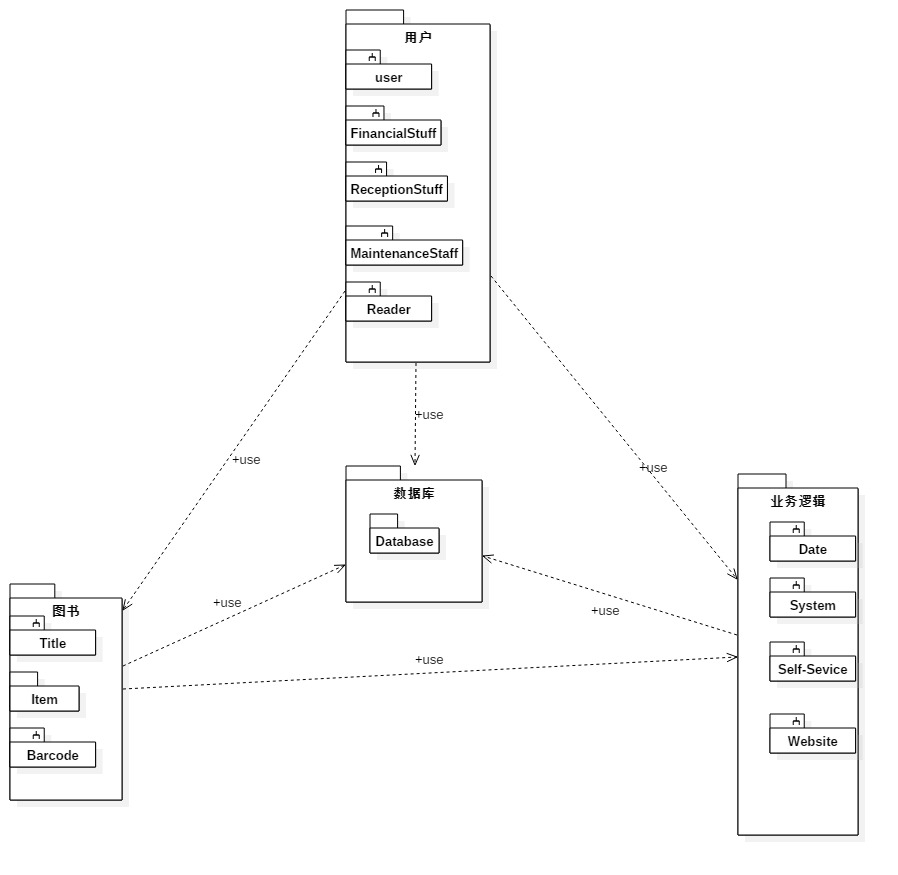 用户
user
FinancialStuff
ReceptionStuff
MaintenanceStaff
Reader
+use
+use
+use
数据库
Database
业务逻辑
Date
System
Self-Sevice
Website
图书
Title
Item
Barcode
+use
+use
+use